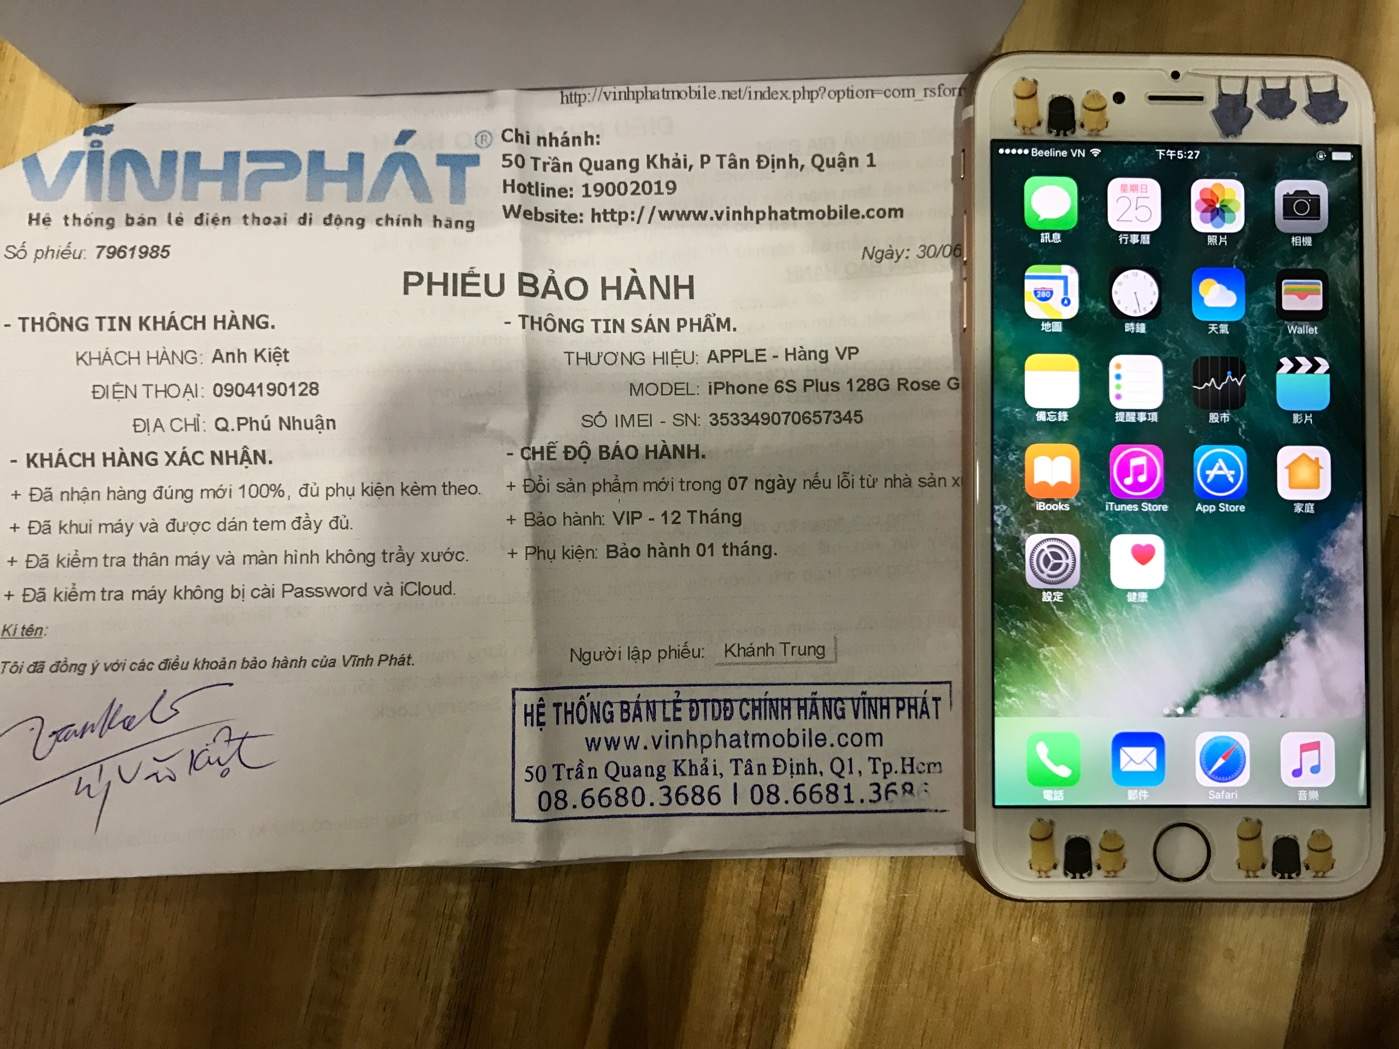 http://vinhphatmobile.net/index.php?option=com_rsform
VĨNHPHÁT®
Hệ thống bán lẻ điện thoại di động chính hãng
Chi nhánh:
50 Trần Quang Khải, P Tân Định, Quận 1
Hotline: 19002019
Website: http://www.vinhphatmobile.com
Số phiếu: 7961985
Ngày: 30/06
PHIẾU BẢO HÀNH
- THÔNG TIN KHÁCH HÀNG.
KHÁCH HÀNG: Anh Kiệt
ĐIỆN THOẠI: 0904190128
ĐỊA CHỈ: Q.Phú Nhuận
- KHÁCH HÀNG XÁC NHẬN.
+ Đã nhận hàng đúng mới 100%, đủ phụ kiện kèm theo.
+ Đã khui máy và được dán tem đầy đủ.
+ Đã kiểm tra thân máy và màn hình không trầy xước.
+ Đã kiểm tra máy không bị cài Password và iCloud.
Kí tên:
Tôi đã đồng ý với các điều khoản bảo hành của Vĩnh Phát.
- THÔNG TIN SẢN PHẨM.
THƯƠNG HIỆU: APPLE - Hàng VP
MODEL: iPhone 6S Plus 128G Rose G
SỐ IMEI - SN: 353349070657345
- CHẾ ĐỘ BẢO HÀNH.
+ Đổi sản phẩm mới trong 07 ngày nếu lỗi từ nhà sản x
+ Bảo hành: VIP - 12 Tháng
+ Phụ kiện: Bảo hành 01 tháng.
Người lập phiếu: Khánh Trung
HỆ THỐNG BÁN LẺ ĐTDĐ CHÍNH HÃNG VĨNH PHÁT
www.vinhphatmobile.com
50 Trần Quang Khải, Tân Định, Q1, Tp.Hcm
08.6680.3686 | 08.6681.3686
Beeline VN 下午5:27
星期日
25
訊息 行事曆 照片 相機
280
地圖 時鐘 天氣 Wallet
備忘錄 提醒事項 股市 影片
iBooks iTunes Store App Store 家庭
設定 健康
電話 郵件 Safari 音樂